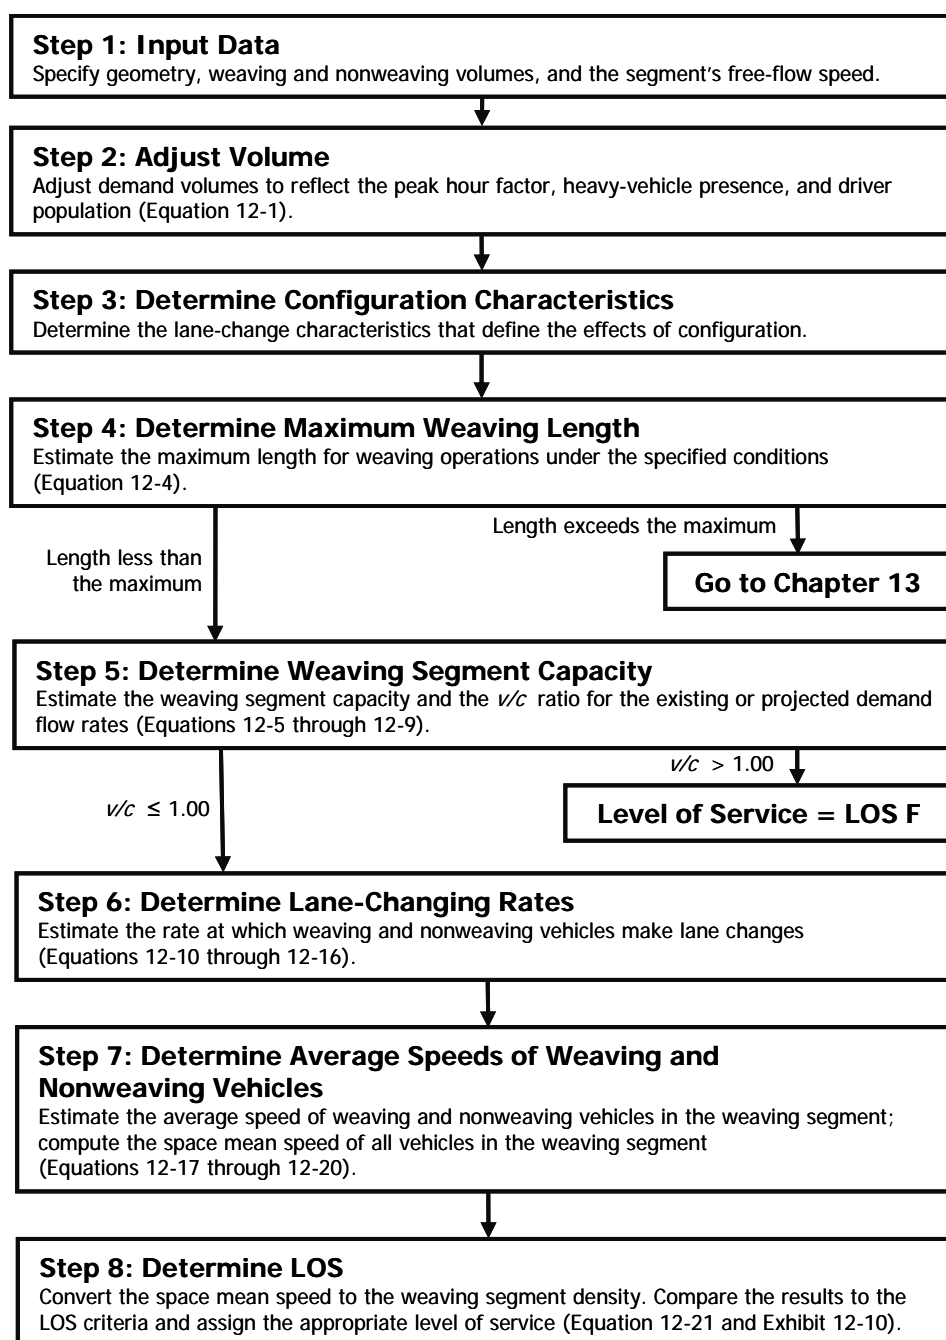 Step 1: Input Data
Specify geometry, weaving and nonweaving volumes, and the segment's free-flow speed.
Step 2: Adjust Volume
Adjust demand volumes to reflect the peak hour factor, heavy-vehicle presence, and driver
population (Equation 12-1).
Step 3: Determine Configuration Characteristics
Determine the lane-change characteristics that define the effects of configuration.
Step 4: Determine Maximum Weaving Length
Estimate the maximum length for weaving operations under the specified conditions
(Equation 12-4).
Length exceeds the maximum
Length less than
the maximum
Go to Chapter 13
Step 5: Determine Weaving Segment Capacity
Estimate the weaving segment capacity and the v/c ratio for the existing or projected demand
flow rates (Equations 12-5 through 12-9).
v/c > 1.00
v/c ≤ 1.00
Level of Service = LOS F
Step 6: Determine Lane-Changing Rates
Estimate the rate at which weaving and nonweaving vehicles make lane changes
(Equations 12-10 through 12-16).
Step 7: Determine Average Speeds of Weaving and
Nonweaving Vehicles
Estimate the average speed of weaving and nonweaving vehicles in the weaving segment;
compute the space mean speed of all vehicles in the weaving segment
(Equations 12-17 through 12-20).
Step 8: Determine LOS
Convert the space mean speed to the weaving segment density. Compare the results to the
LOS criteria and assign the appropriate level of service (Equation 12-21 and Exhibit 12-10).